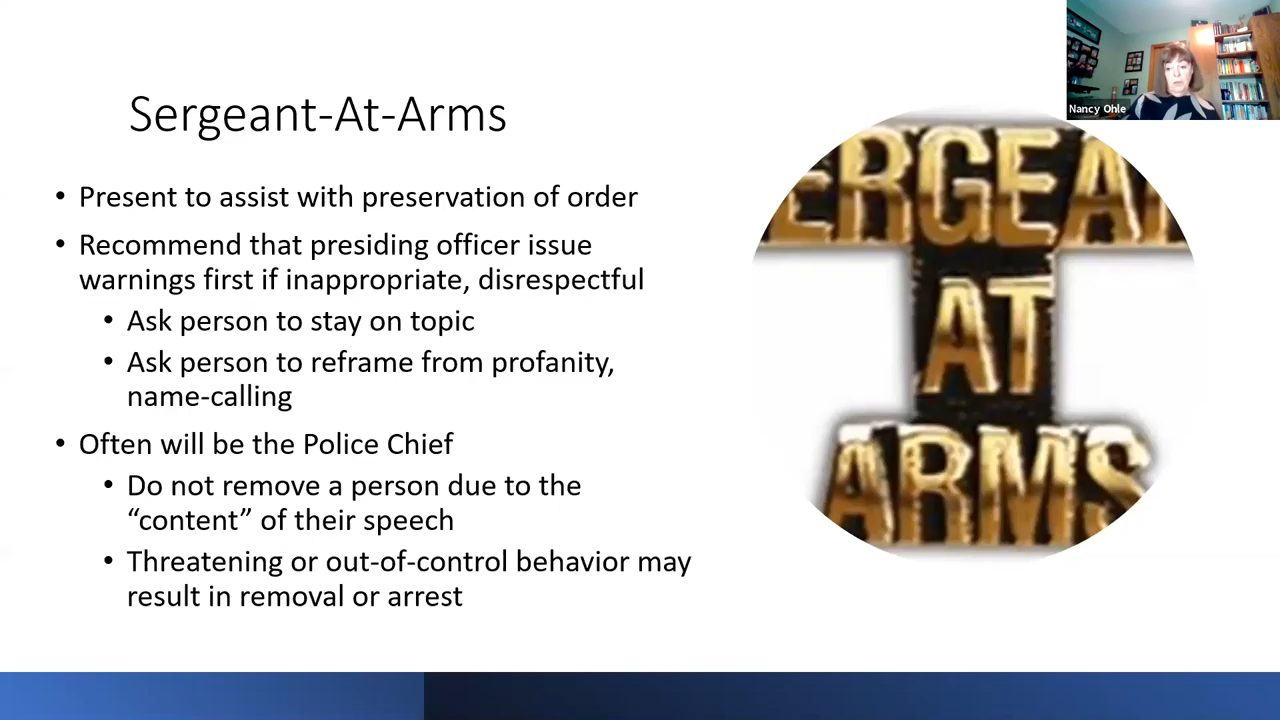 Nancy Ohle
Sergeant-At-Arms
• Present to assist with preservation of order
• Recommend that presiding officer issue
warnings first if inappropriate, disrespectful
• Ask person to stay on topic
• Ask person to reframe from profanity,
name-calling
• Often will be the Police Chief
• Do not remove a person due to the
“content” of their speech
• Threatening or out-of-control behavior may
result in removal or arrest
ERGEA
AT
ARMS